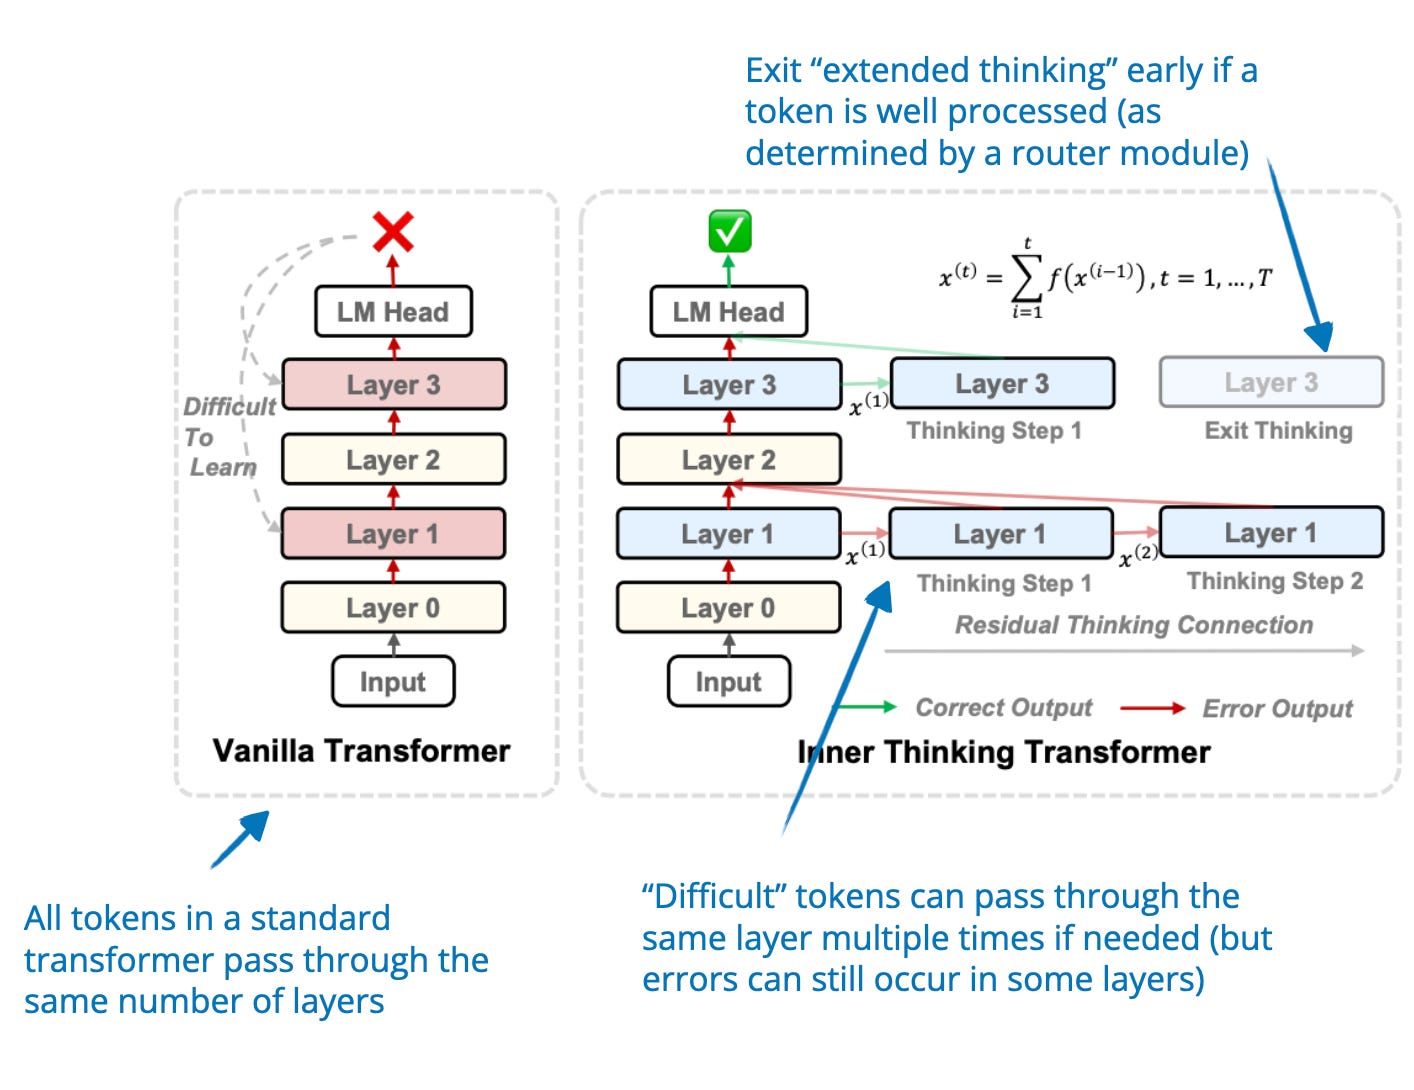 Exit “extended thinking” early if a
token is well processed (as
determined by a router module)
LM Head
Layer 3
Difficult
To
Learn
Layer 2
Layer 1
Layer 0
Input
Vanilla Transformer
LM Head
x^(t) = ∑_{i=1}^{t} f(x^(i−1)), t = 1, …, T
Layer 3
x^(1)
Layer 3
Thinking Step 1
Layer 3
Exit Thinking
Layer 2
Layer 1
x^(1)
Layer 1
Thinking Step 1
x^(2)
Layer 1
Thinking Step 2
Layer 0
Residual Thinking Connection
Input
Correct Output
Error Output
Inner Thinking Transformer
All tokens in a standard
transformer pass through the
same number of layers
“Difficult” tokens can pass through the
same layer multiple times if needed (but
errors can still occur in some layers)